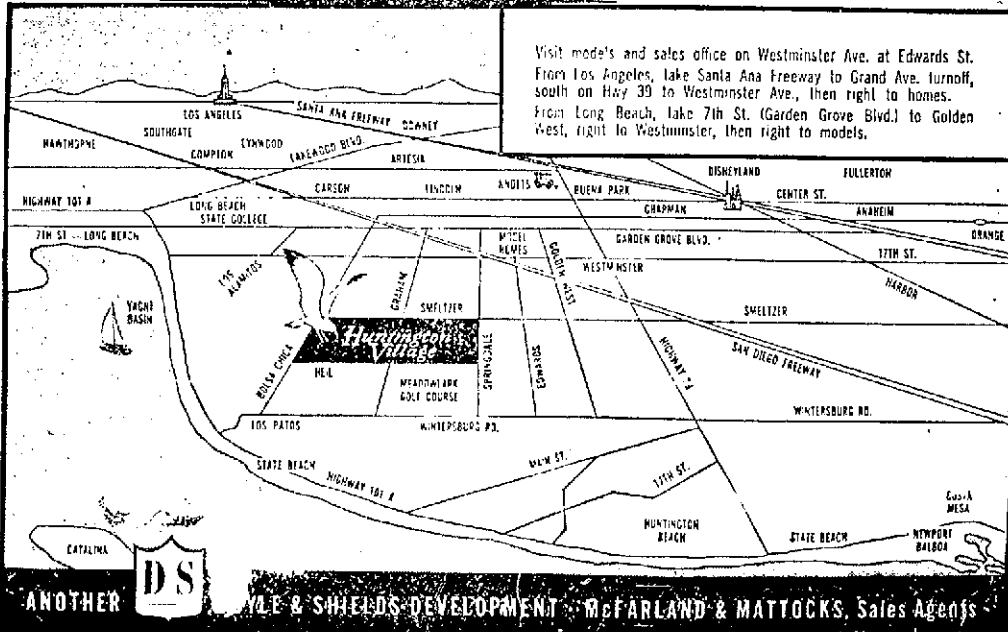 Visit models and sales office on Westminster Ave. at Edwards St.
From Los Angeles, take Santa Ana Freeway to Grand Ave. turnoff,
south on Hwy 39 to Westminster Ave., then right to homes.
From Long Beach, take 7th St. (Garden Grove Blvd.) to Golden
West, right to Westminster, then right to models.
LOS ANGELES
SANTA ANA FREEWAY
DOWNEY
SOUTHGATE
HAWTHORNE
COMPTON
LYNWOOD
LAKEWOOD BLVD.
ARTESIA
DISNEYLAND
FULLERTON
CARSON
LINCOLN
BUENA PARK
CENTER ST.
HIGHWAY 101 A
LONG BEACH
STATE COLLEGE
CHAPMAN
ANAHEIM
ORANGE
7TH ST - LONG BEACH
MODEL
HOMES
GARDEN GROVE BLVD.
17TH ST.
LOS
ALAMITOS
GOLDEN WEST
WESTMINSTER
HARBOR
GRAHAM
SMELTZER
SMELTZER
YACHT
BASIN
Huntington
Village
SAN DIEGO FREEWAY
BOLSA CHICA
HEIL
MEADOWLARK
GOLF COURSE
SPRINGDALE
EDWARDS
LOS PATOS
WINTERSBURG RD.
WINTERSBURG RD.
STATE BEACH
HIGHWAY 101 A
MAIN ST.
17TH ST.
HUNTINGTON
BEACH
STATE BEACH
COSTA
MESA
NEWPORT
BALBOA
CATALINA
D S
ANOTHER
YLE & SHIELDS DEVELOPMENT · McFARLAND & MATTOCKS, Sales Agents